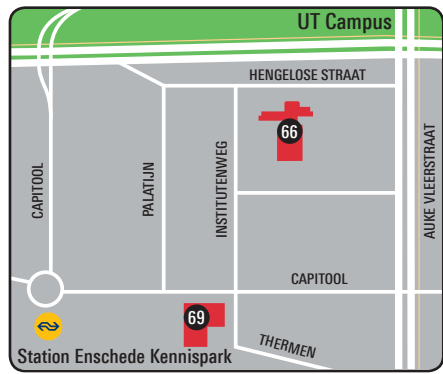 UT Campus
HENGELOSE STRAAT
66
CAPITOOL
PALATIJN
INSTITUTENWEG
AUKE VLEERSTRAAT
CAPITOOL
69
THERMEN
Station Enschede Kennispark